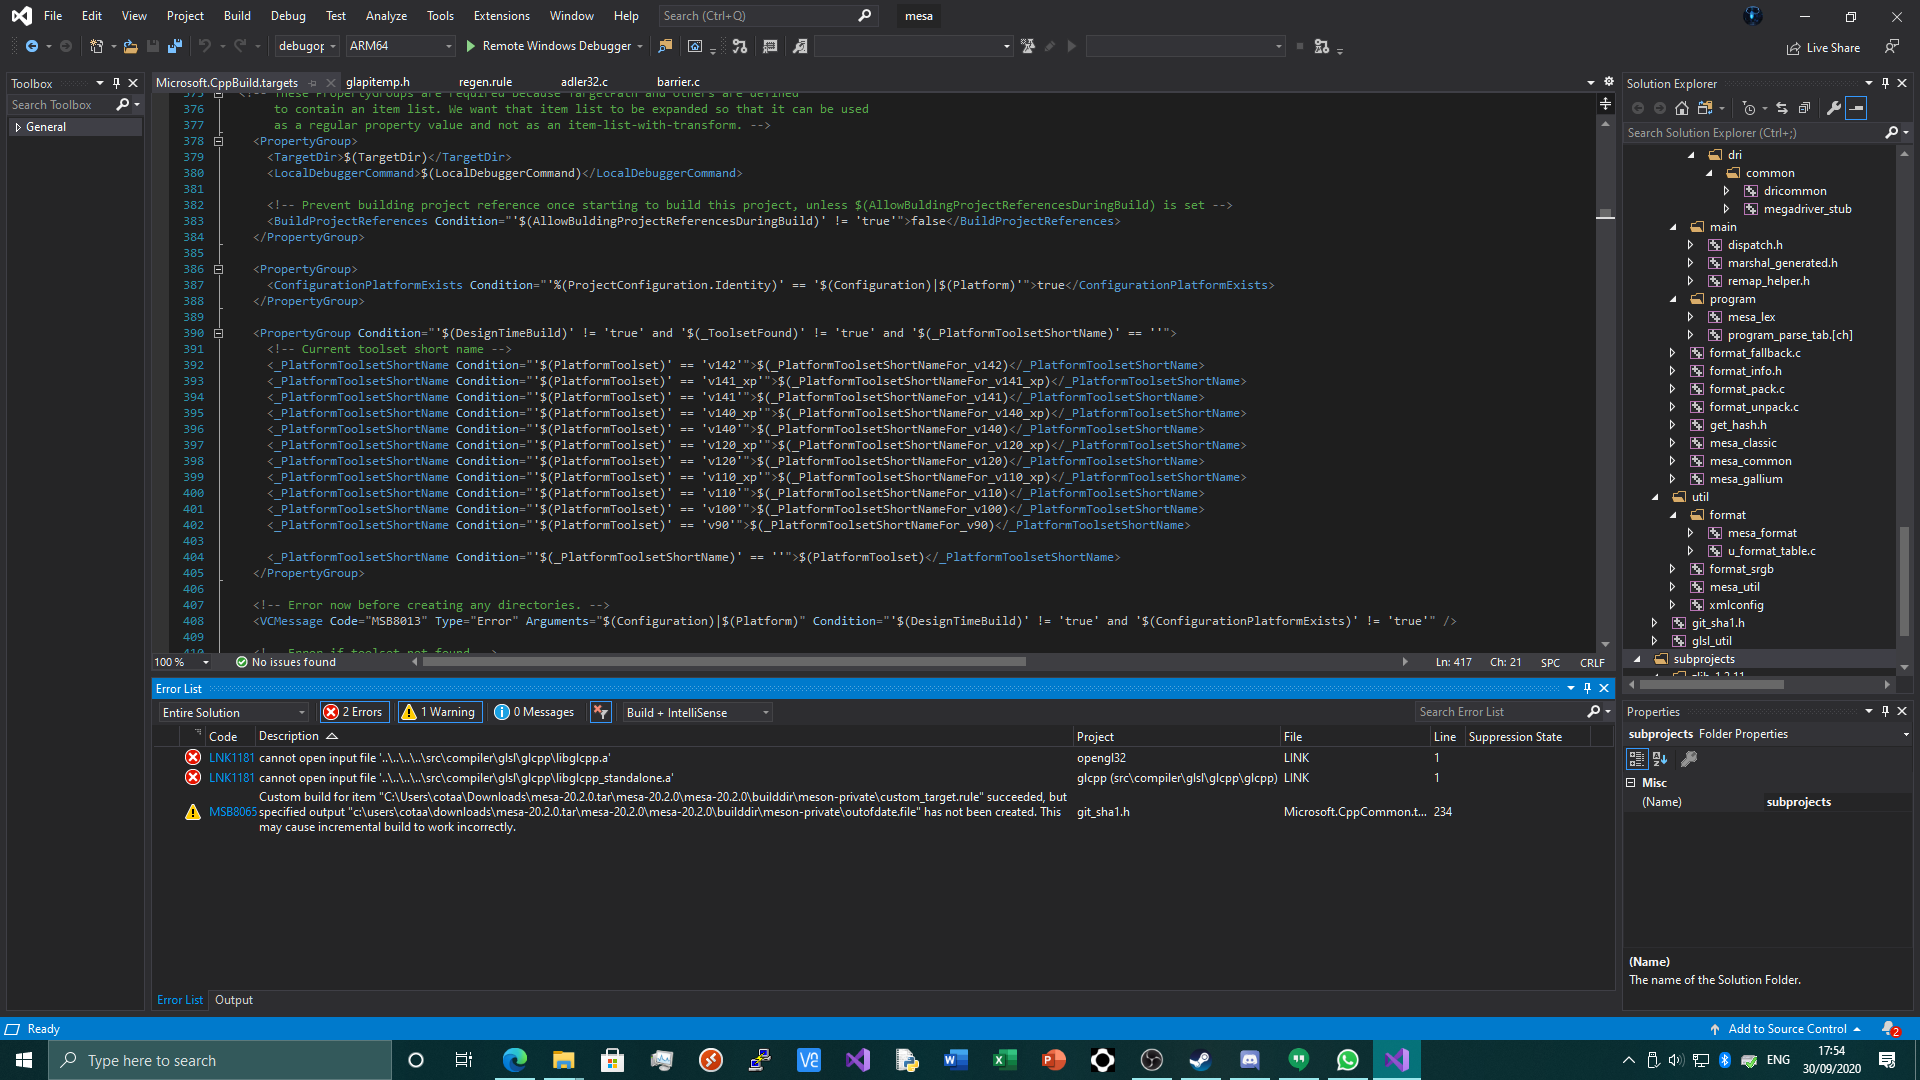 File Edit View Project Build Debug Test Analyze Tools Extensions Window Help Search (Ctrl+Q) mesa
debugop ARM64 Remote Windows Debugger Live Share
Toolbox
Search Toolbox
General
Microsoft.CppBuild.targets glapitemp.h regen.rule adler32.c barrier.c
375 <!-- These PropertyGroups are required because TargetPath and others are defined
376 to contain an item list. We want that item list to be expanded so that it can be used
377 as a regular property value and not as an item-list-with-transform. -->
378 <PropertyGroup>
379 <TargetDir>$(TargetDir)</TargetDir>
380 <LocalDebuggerCommand>$(LocalDebuggerCommand)</LocalDebuggerCommand>
381
382 <!-- Prevent building project reference once starting to build this project, unless $(AllowBuldingProjectReferencesDuringBuild) is set -->
383 <BuildProjectReferences Condition="'$(AllowBuldingProjectReferencesDuringBuild)' != 'true'">false</BuildProjectReferences>
384 </PropertyGroup>
385
386 <PropertyGroup>
387 <ConfigurationPlatformExists Condition="'%(ProjectConfiguration.Identity)' == '$(Configuration)|$(Platform)'">true</ConfigurationPlatformExists>
388 </PropertyGroup>
389
390 <PropertyGroup Condition="'$(DesignTimeBuild)' != 'true' and '$(_ToolsetFound)' != 'true' and '$(_PlatformToolsetShortName)' == ''">
391 <!-- Current toolset short name -->
392 <_PlatformToolsetShortName Condition="'$(PlatformToolset)' == 'v142'">$(_PlatformToolsetShortNameFor_v142)</_PlatformToolsetShortName>
393 <_PlatformToolsetShortName Condition="'$(PlatformToolset)' == 'v141_xp'">$(_PlatformToolsetShortNameFor_v141_xp)</_PlatformToolsetShortName>
394 <_PlatformToolsetShortName Condition="'$(PlatformToolset)' == 'v141'">$(_PlatformToolsetShortNameFor_v141)</_PlatformToolsetShortName>
395 <_PlatformToolsetShortName Condition="'$(PlatformToolset)' == 'v140_xp'">$(_PlatformToolsetShortNameFor_v140_xp)</_PlatformToolsetShortName>
396 <_PlatformToolsetShortName Condition="'$(PlatformToolset)' == 'v140'">$(_PlatformToolsetShortNameFor_v140)</_PlatformToolsetShortName>
397 <_PlatformToolsetShortName Condition="'$(PlatformToolset)' == 'v120_xp'">$(_PlatformToolsetShortNameFor_v120_xp)</_PlatformToolsetShortName>
398 <_PlatformToolsetShortName Condition="'$(PlatformToolset)' == 'v120'">$(_PlatformToolsetShortNameFor_v120)</_PlatformToolsetShortName>
399 <_PlatformToolsetShortName Condition="'$(PlatformToolset)' == 'v110_xp'">$(_PlatformToolsetShortNameFor_v110_xp)</_PlatformToolsetShortName>
400 <_PlatformToolsetShortName Condition="'$(PlatformToolset)' == 'v110'">$(_PlatformToolsetShortNameFor_v110)</_PlatformToolsetShortName>
401 <_PlatformToolsetShortName Condition="'$(PlatformToolset)' == 'v100'">$(_PlatformToolsetShortNameFor_v100)</_PlatformToolsetShortName>
402 <_PlatformToolsetShortName Condition="'$(PlatformToolset)' == 'v90'">$(_PlatformToolsetShortNameFor_v90)</_PlatformToolsetShortName>
403
404 <_PlatformToolsetShortName Condition="'$(_PlatformToolsetShortName)' == ''">$(PlatformToolset)</_PlatformToolsetShortName>
405 </PropertyGroup>
406
407 <!-- Error now before creating any directories. -->
408 <VCMessage Code="MSB8013" Type="Error" Arguments="$(Configuration)|$(Platform)" Condition="'$(DesignTimeBuild)' != 'true' and '$(ConfigurationPlatformExists)' != 'true'" />
409
410 <!-- Error if toolset not found -->
100 % No issues found Ln: 417 Ch: 21 SPC CRLF
Error List
Entire Solution 2 Errors 1 Warning 0 Messages Build + IntelliSense Search Error List
Code Description Project File Line Suppression State
LNK1181 cannot open input file '..\..\..\..\src\compiler\glsl\glcpp\libglcpp.a' opengl32 LINK 1
LNK1181 cannot open input file '..\..\..\..\src\compiler\glsl\glcpp\libglcpp_standalone.a' glcpp (src\compiler\glsl\glcpp\glcpp) LINK 1
Custom build for item "C:\Users\cotaa\Downloads\mesa-20.2.0.tar\mesa-20.2.0\mesa-20.2.0\builddir\meson-private\custom_target.rule" succeeded, but
MSB8065 specified output "c:\users\cotaa\downloads\mesa-20.2.0.tar\mesa-20.2.0\mesa-20.2.0\builddir\meson-private\outofdate.file" has not been created. This git_sha1.h Microsoft.CppCommon.t... 234
may cause incremental build to work incorrectly.
Error List Output
Solution Explorer
Search Solution Explorer (Ctrl+;)
dri
common
dricommon
megadriver_stub
main
dispatch.h
marshal_generated.h
remap_helper.h
program
mesa_lex
program_parse_tab.[ch]
format_fallback.c
format_info.h
format_pack.c
format_unpack.c
get_hash.h
mesa_classic
mesa_common
mesa_gallium
util
format
mesa_format
u_format_table.c
format_srgb
mesa_util
xmlconfig
git_sha1.h
glsl_util
subprojects
zlib-1.2.11
Properties
subprojects Folder Properties
Misc
(Name) subprojects
(Name)
The name of the Solution Folder.
Ready Add to Source Control 2
Type here to search ENG 17:54
30/09/2020